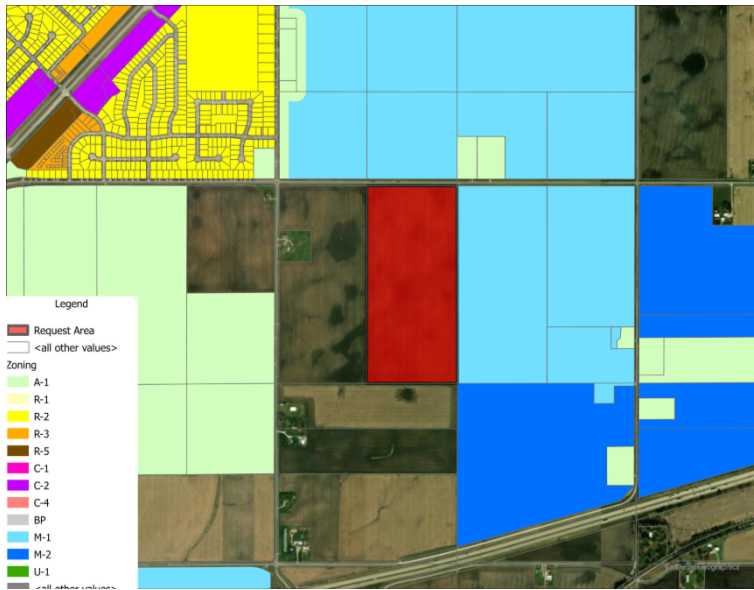 Legend
Request Area
<all other values>
Zoning
A-1
R-1
R-2
R-3
R-5
C-1
C-2
C-4
BP
M-1
M-2
U-1
<all other values>